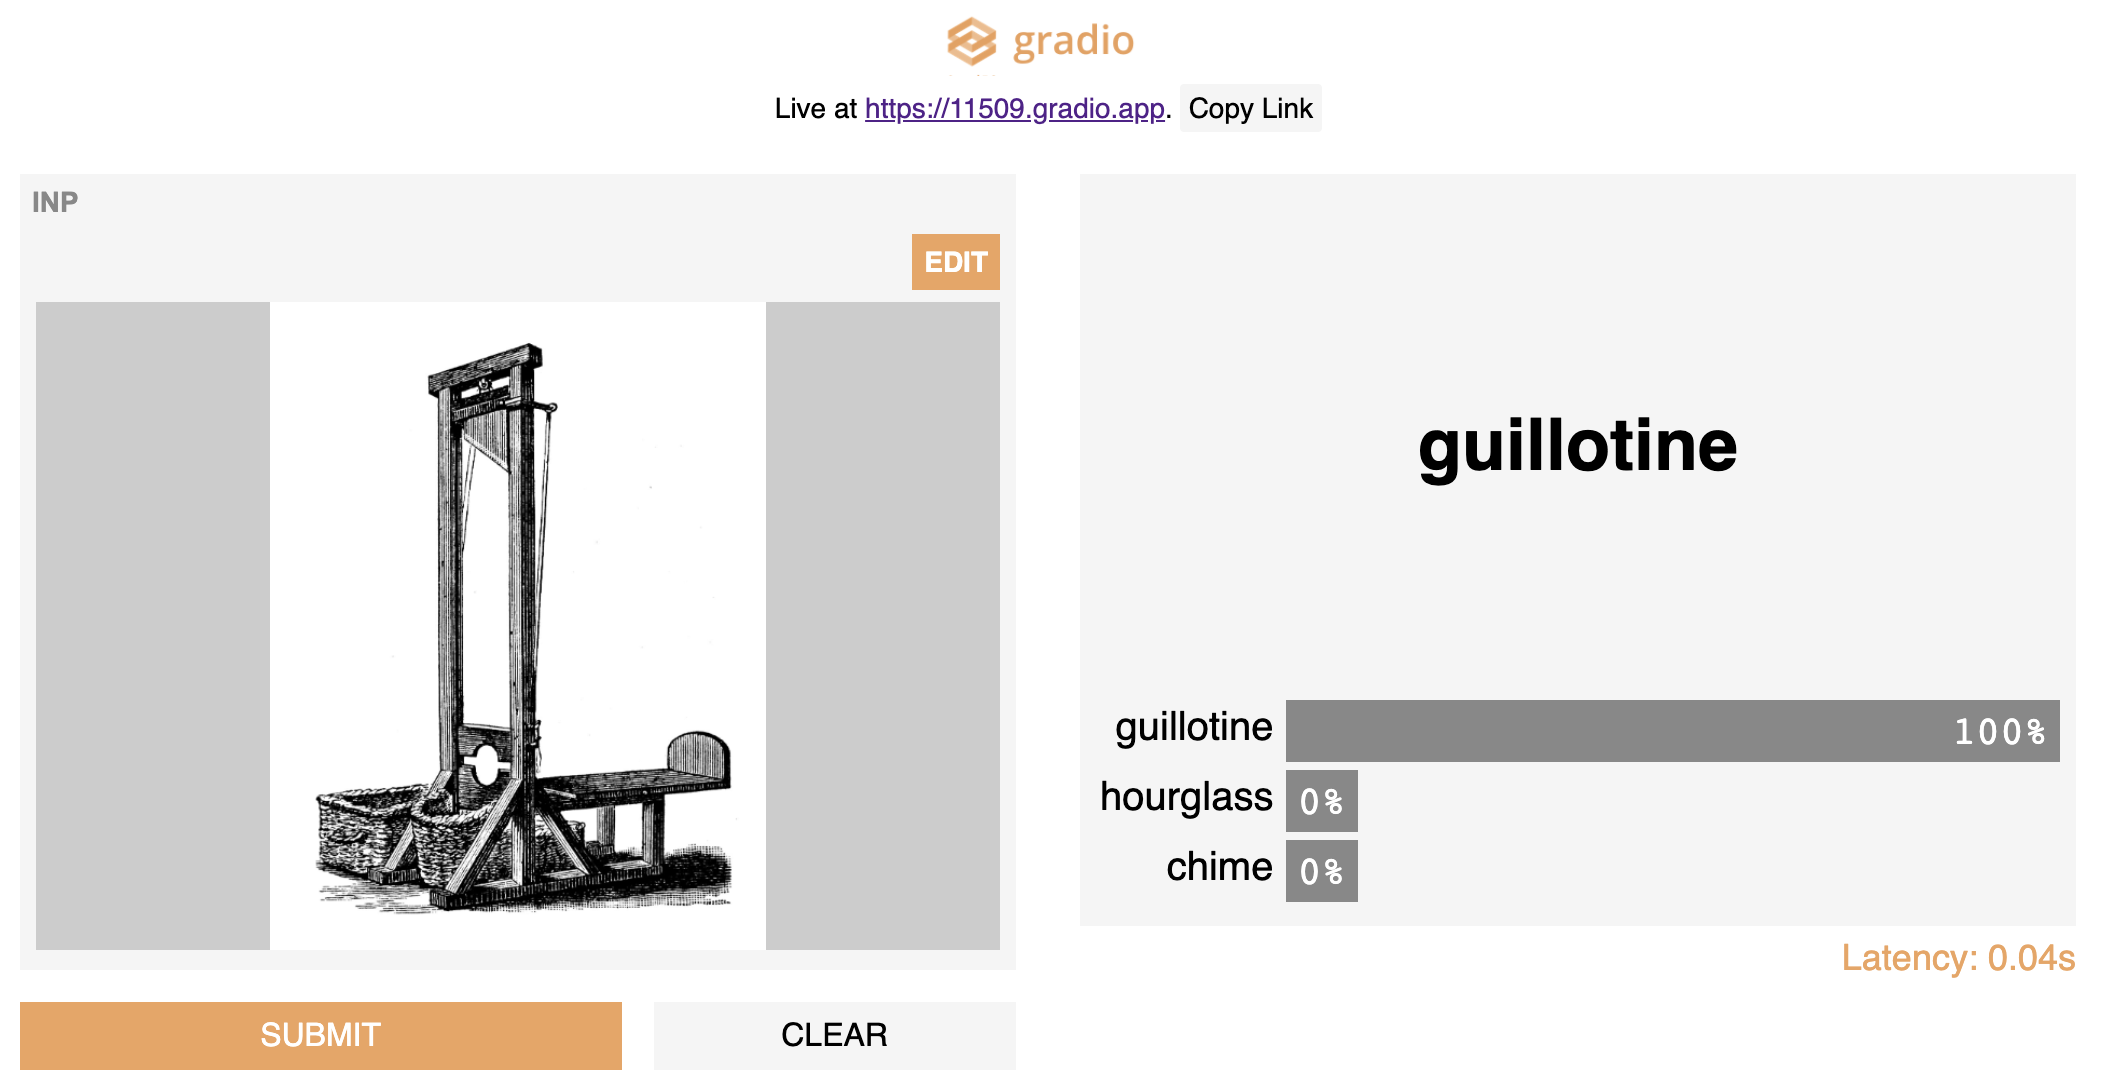 gradio
Live at https://11509.gradio.app. Copy Link
INP
EDIT
guillotine
guillotine 100%
hourglass 0%
chime 0%
Latency: 0.04s
SUBMIT
CLEAR